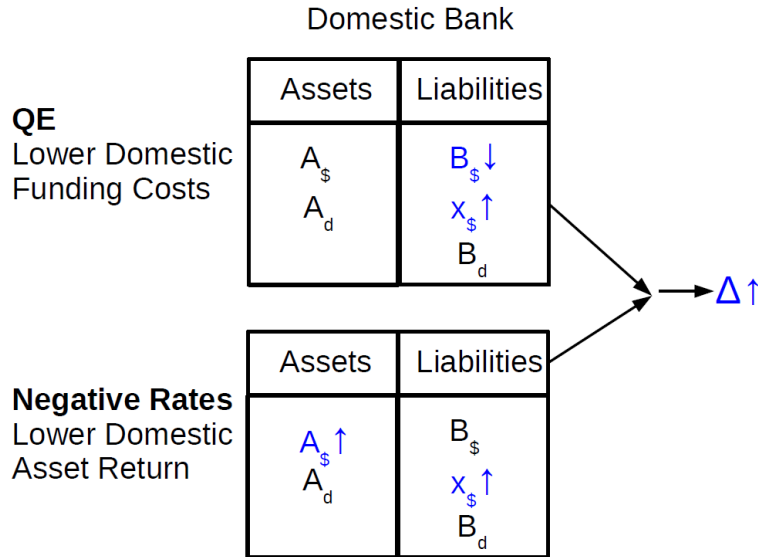 Domestic Bank
Assets Liabilities
QE
Lower Domestic
Funding Costs
A$ B$↓
Ad x$↑
Bd
Δ↑
Assets Liabilities
Negative Rates
Lower Domestic
Asset Return
A$↑ B$
Ad x$↑
Bd